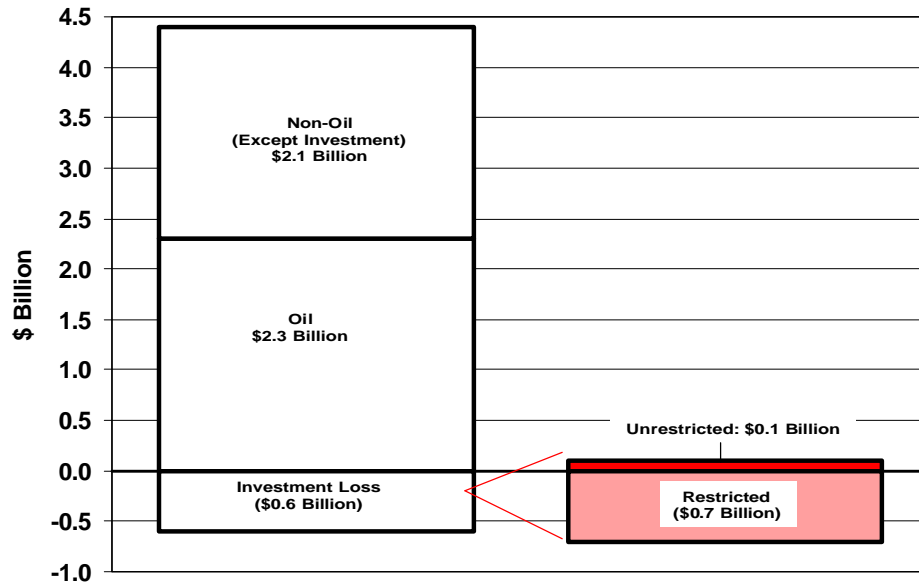 $ Billion
4.5
4.0
3.5
3.0
2.5
2.0
1.5
1.0
0.5
0.0
-0.5
-1.0
Non-Oil
(Except Investment)
$2.1 Billion
Oil
$2.3 Billion
Investment Loss
($0.6 Billion)
Unrestricted: $0.1 Billion
Restricted
($0.7 Billion)